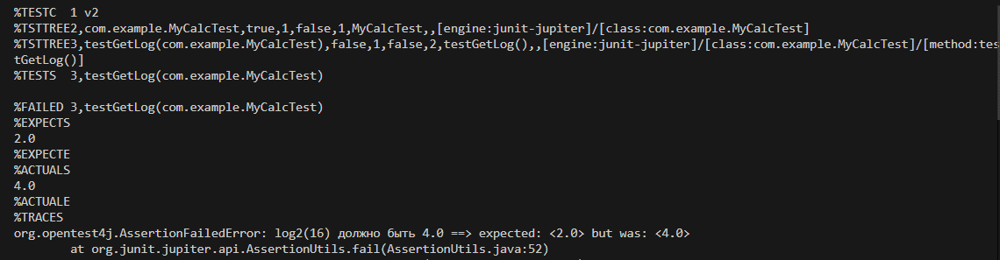 %TESTC  1 v2
%TSTTREE2,com.example.MyCalcTest,true,1,false,1,MyCalcTest,,[engine:junit-jupiter]/[class:com.example.MyCalcTest]
%TSTTREE3,testGetLog(com.example.MyCalcTest),false,1,false,2,testGetLog(),,[engine:junit-jupiter]/[class:com.example.MyCalcTest]/[method:tes
tGetLog()]
%TESTS  3,testGetLog(com.example.MyCalcTest)
%FAILED 3,testGetLog(com.example.MyCalcTest)
%EXPECTS
2.0
%EXPECTE
%ACTUALS
4.0
%ACTUALE
%TRACES
org.opentest4j.AssertionFailedError: log2(16) должно быть 4.0 ==> expected: <2.0> but was: <4.0>
at org.junit.jupiter.api.AssertionUtils.fail(AssertionUtils.java:52)